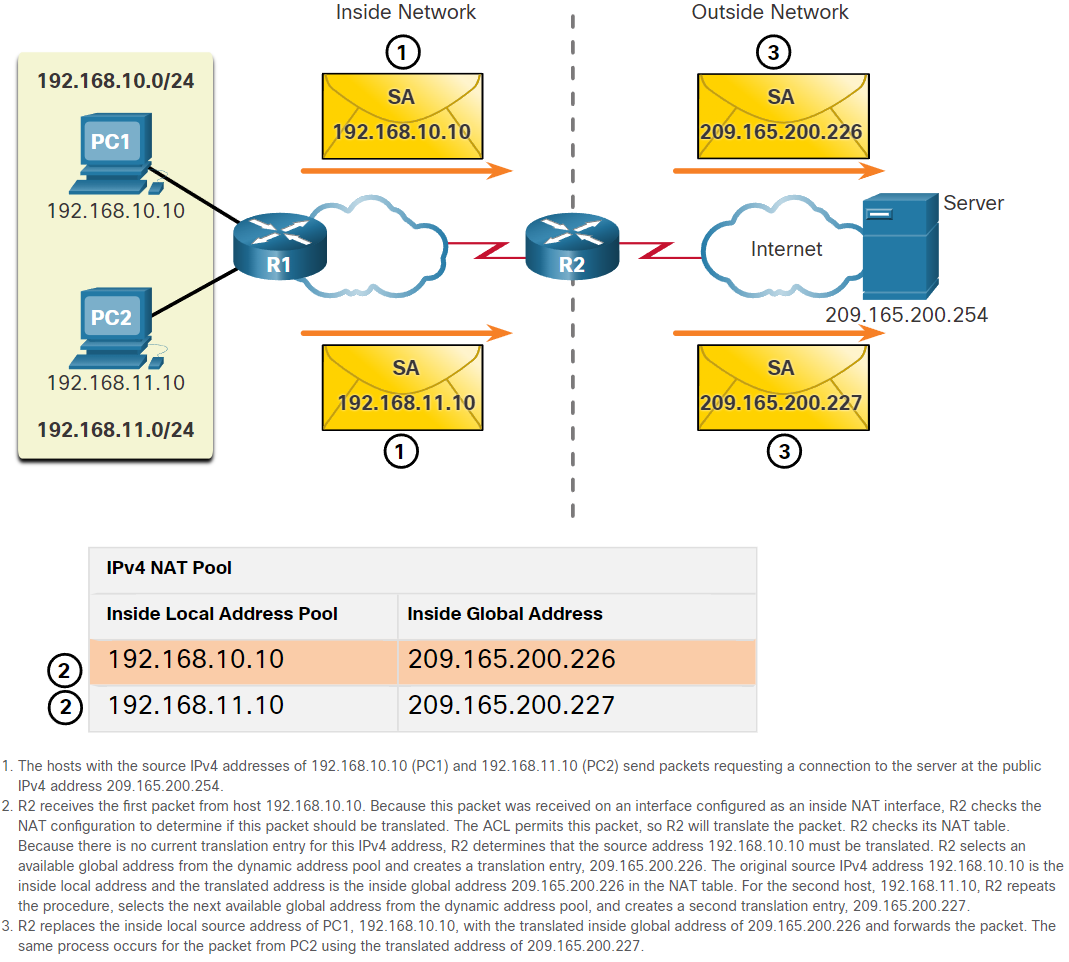 Inside Network
Outside Network
1
3
192.168.10.0/24
SA
192.168.10.10
SA
209.165.200.226
PC1
192.168.10.10
Server
R1
R2
Internet
209.165.200.254
PC2
192.168.11.10
192.168.11.0/24
SA
192.168.11.10
SA
209.165.200.227
1
3
IPv4 NAT Pool
Inside Local Address Pool
Inside Global Address
2
192.168.10.10
209.165.200.226
2
192.168.11.10
209.165.200.227
1. The hosts with the source IPv4 addresses of 192.168.10.10 (PC1) and 192.168.11.10 (PC2) send packets requesting a connection to the server at the public
IPv4 address 209.165.200.254.
2. R2 receives the first packet from host 192.168.10.10. Because this packet was received on an interface configured as an inside NAT interface, R2 checks the
NAT configuration to determine if this packet should be translated. The ACL permits this packet, so R2 will translate the packet. R2 checks its NAT table.
Because there is no current translation entry for this IPv4 address, R2 determines that the source address 192.168.10.10 must be translated. R2 selects an
available global address from the dynamic address pool and creates a translation entry, 209.165.200.226. The original source IPv4 address 192.168.10.10 is the
inside local address and the translated address is the inside global address 209.165.200.226 in the NAT table. For the second host, 192.168.11.10, R2 repeats
the procedure, selects the next available global address from the dynamic address pool, and creates a second translation entry, 209.165.200.227.
3. R2 replaces the inside local source address of PC1, 192.168.10.10, with the translated inside global address of 209.165.200.226 and forwards the packet. The
same process occurs for the packet from PC2 using the translated address of 209.165.200.227.